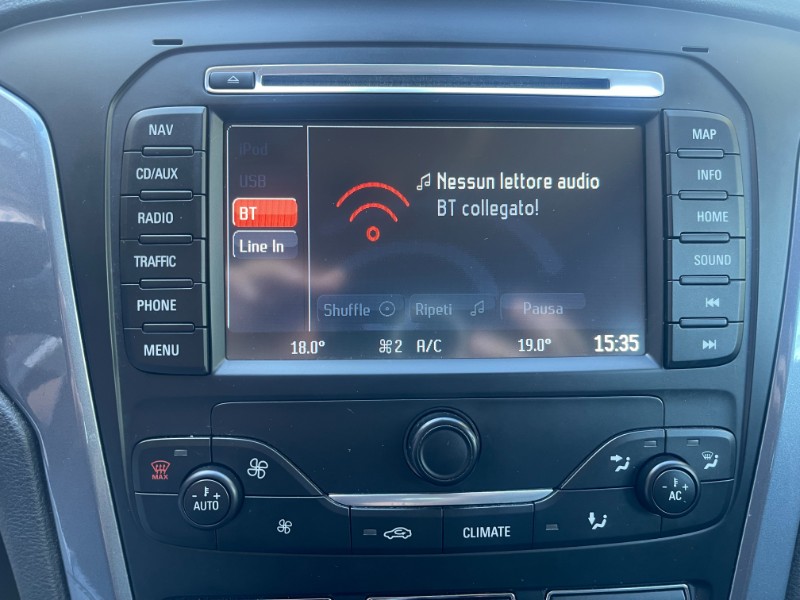 NAV
CD/AUX
RADIO
TRAFFIC
PHONE
MENU
iPod
USB
BT
Line In
Nessun lettore audio
BT collegato!
Shuffle
Ripeti
Pausa
18.0°
2
A/C
19.0°
15:35
MAP
INFO
HOME
SOUND
MAX
- +
AUTO
CLIMATE
- +
AC